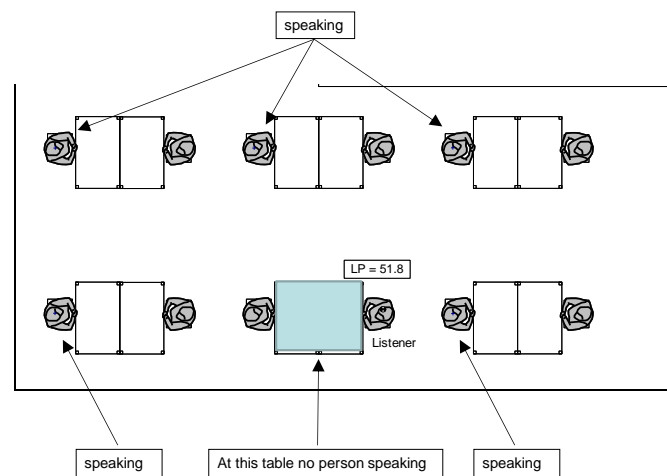 speaking
LP = 51.8
Listener
speaking
At this table no person speaking
speaking